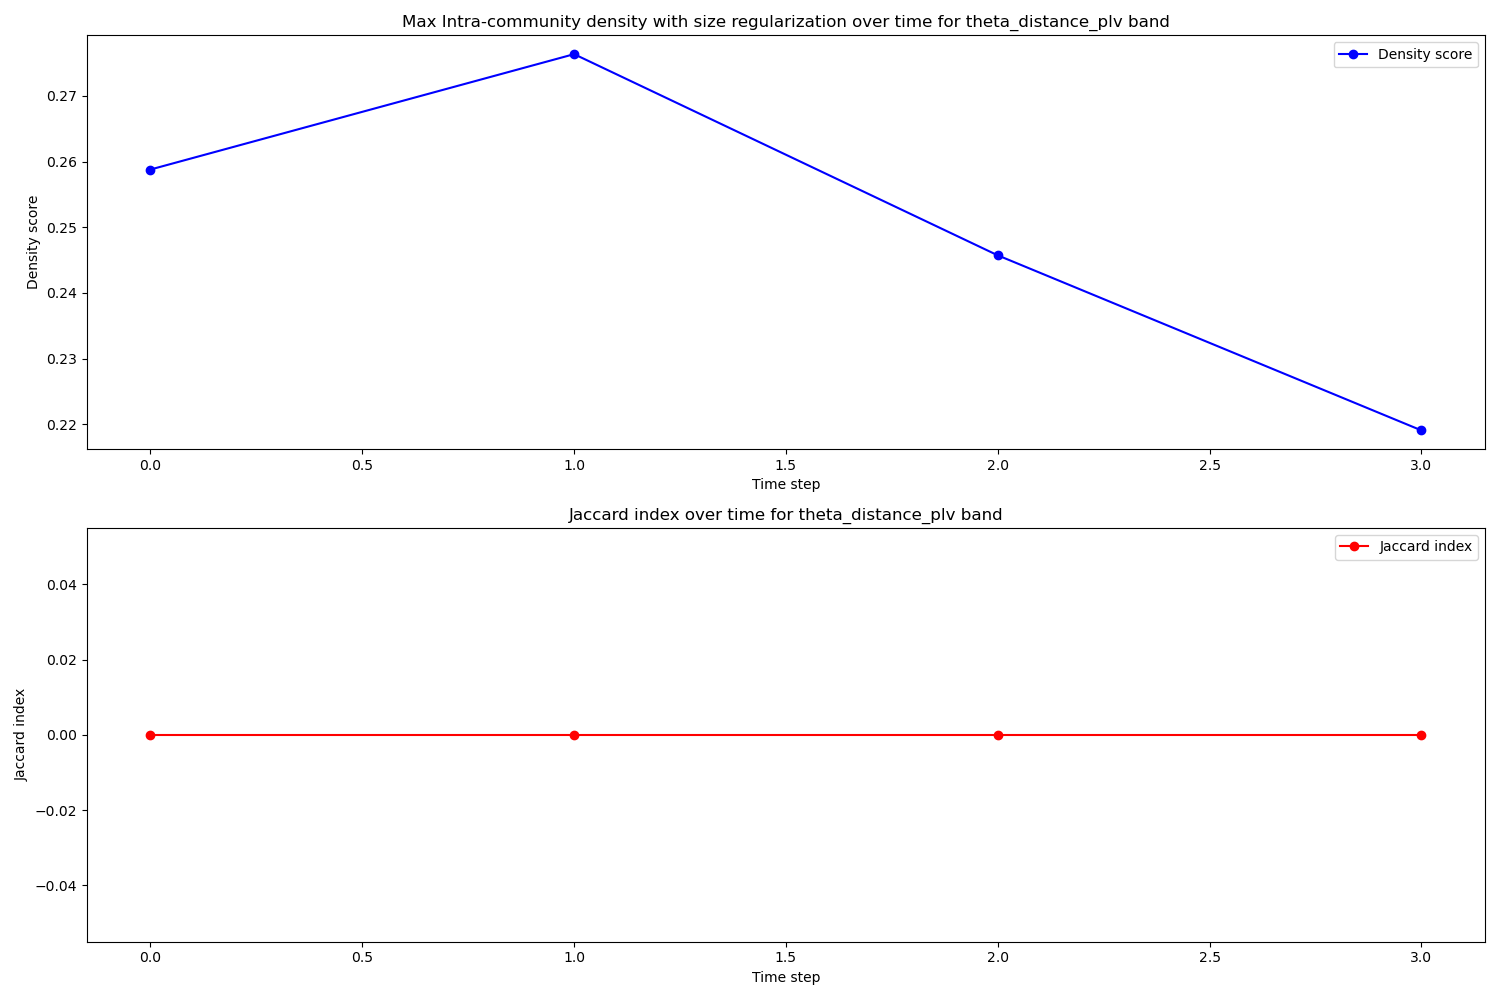 Max Intra-community density with size regularization over time for theta_distance_plv band
Density score
0.27
0.26
0.25
0.24
0.23
0.22
Density score
0.0 0.5 1.0 1.5 2.0 2.5 3.0
Time step
Jaccard index over time for theta_distance_plv band
Jaccard index
0.04
0.02
0.00
−0.02
−0.04
Jaccard index
0.0 0.5 1.0 1.5 2.0 2.5 3.0
Time step